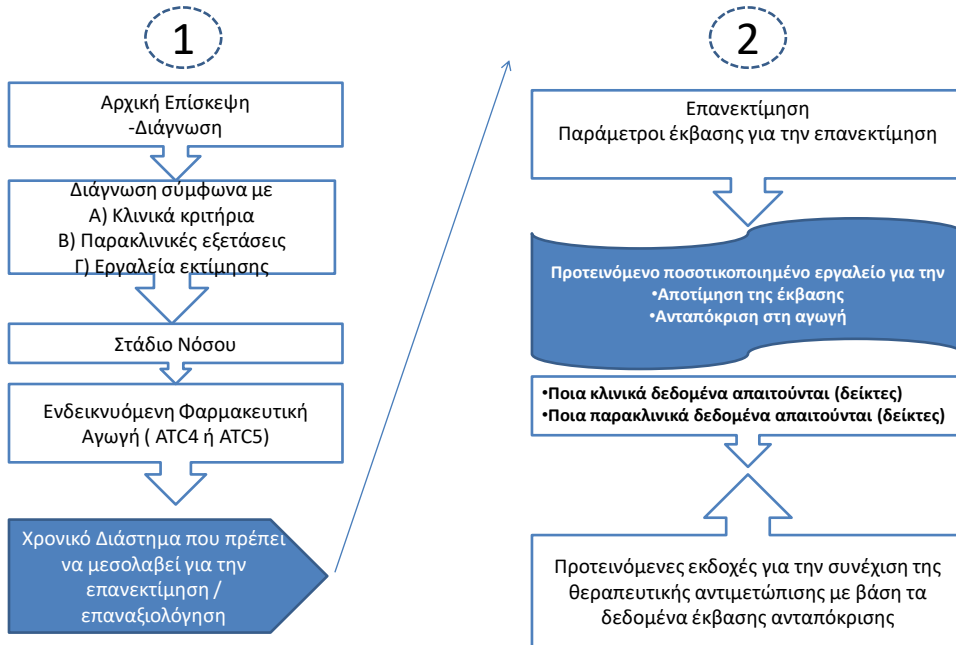 1
Αρχική Επίσκεψη
-Διάγνωση
Διάγνωση σύμφωνα με
Α) Κλινικά κριτήρια
Β) Παρακλινικές εξετάσεις
Γ) Εργαλεία εκτίμησης
Στάδιο Νόσου
Ενδεικνυόμενη Φαρμακευτική
Αγωγή ( ATC4 ή ATC5)
Χρονικό Διάστημα που πρέπει
να μεσολαβεί για την
επανεκτίμηση /
επαναξιολόγηση
2
Επανεκτίμηση
Παράμετροι έκβασης για την επανεκτίμηση
Προτεινόμενο ποσοτικοποιημένο εργαλείο για την
•Αποτίμηση της έκβασης
•Ανταπόκριση στη αγωγή
•Ποια κλινικά δεδομένα απαιτούνται (δείκτες)
•Ποια παρακλινικά δεδομένα απαιτούνται (δείκτες)
Προτεινόμενες εκδοχές για την συνέχιση της
θεραπευτικής αντιμετώπισης με βάση τα
δεδομένα έκβασης ανταπόκρισης